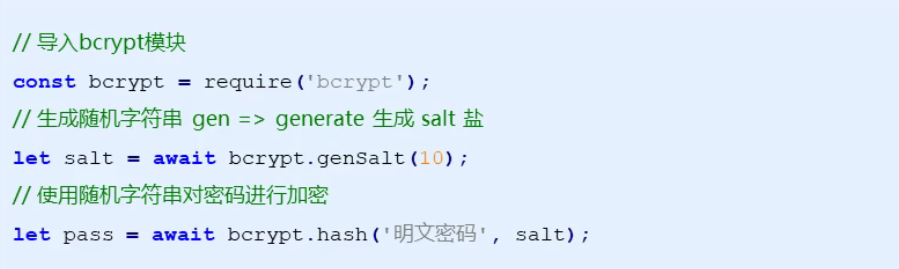 // 导入bcrypt模块
const bcrypt = require('bcrypt');
// 生成随机字符串 gen => generate 生成 salt 盐
let salt = await bcrypt.genSalt(10);
// 使用随机字符串对密码进行加密
let pass = await bcrypt.hash('明文密码', salt);